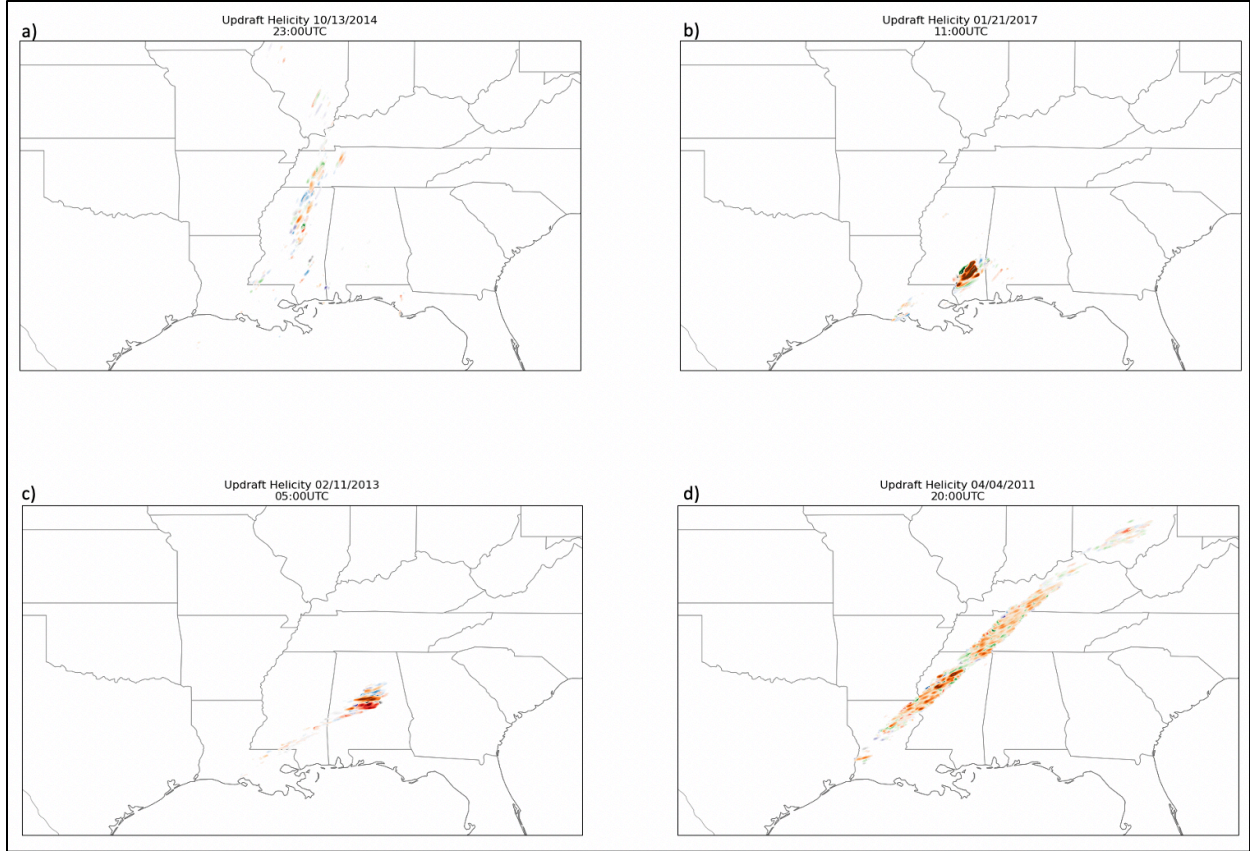 a)
Updraft Helicity 10/13/2014
23:00UTC
b)
Updraft Helicity 01/21/2017
11:00UTC
c)
Updraft Helicity 02/11/2013
05:00UTC
d)
Updraft Helicity 04/04/2011
20:00UTC